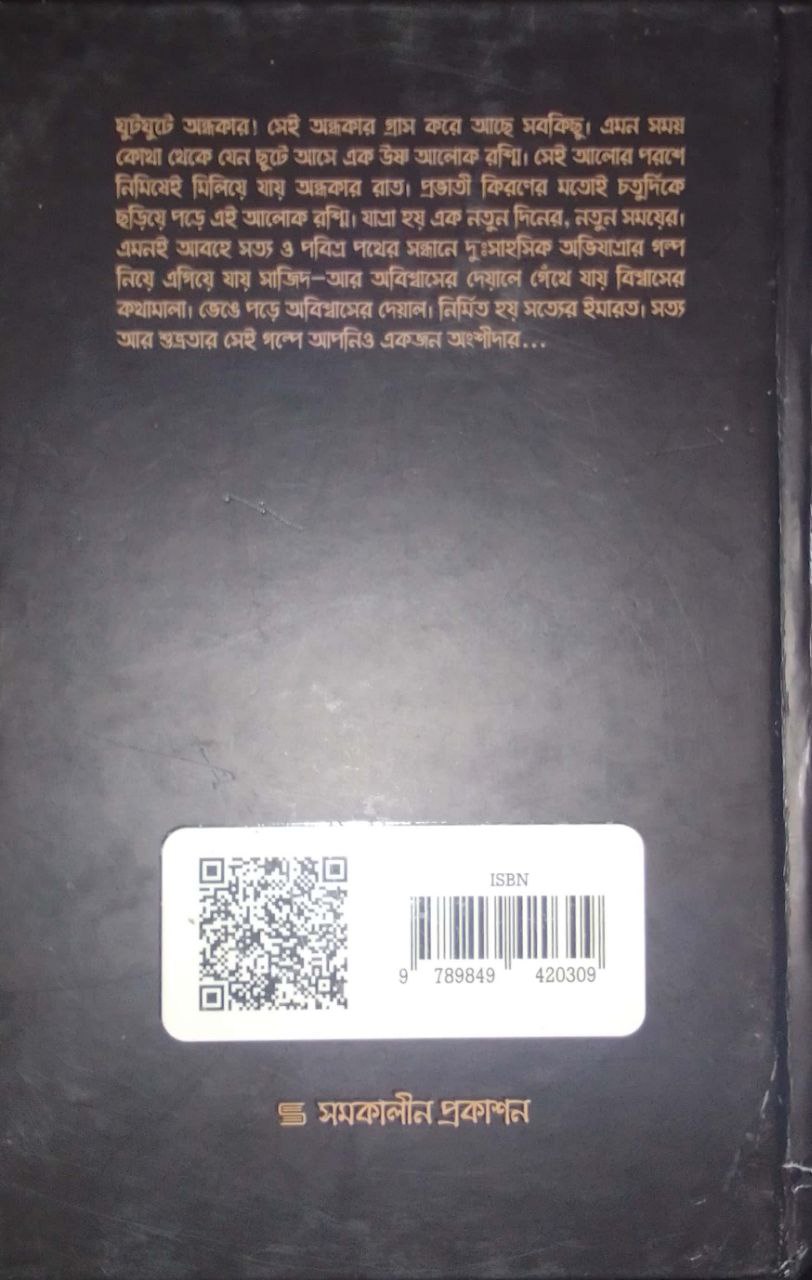 ঘুটঘুটে অন্ধকার। সেই অন্ধকার গ্রাস করে আছে সবকিছু। এমন সময়
কোথা থেকে যেন ছুটে আসে এক উষ্ণ আলোক রশ্মি। সেই আলোর পরশে
নিমিষেই মিলিয়ে যায় অন্ধকার রাত। প্রভাতী কিরণের মতোই চতুর্দিকে
ছড়িয়ে পড়ে এই আলোক রশ্মি। যাত্রা হয় এক নতুন দিনের, নতুন সময়ের।
এমনই আবহে সত্য ও পবিত্র পথের সন্ধানে দুঃসাহসিক অভিযাত্রার গল্প
নিয়ে এগিয়ে যায় সাজিদ—আর অবিশ্বাসের দেয়ালে গেঁথে যায় বিশ্বাসের
কথামালা। ভেঙে পড়ে অবিশ্বাসের দেয়াল। নির্মিত হয় সত্যের ইমারত। সত্য
আর শুভ্রতার সেই গল্পে আপনিও একজন অংশীদার...
ISBN
9 789849 420309
সমকালীন প্রকাশন